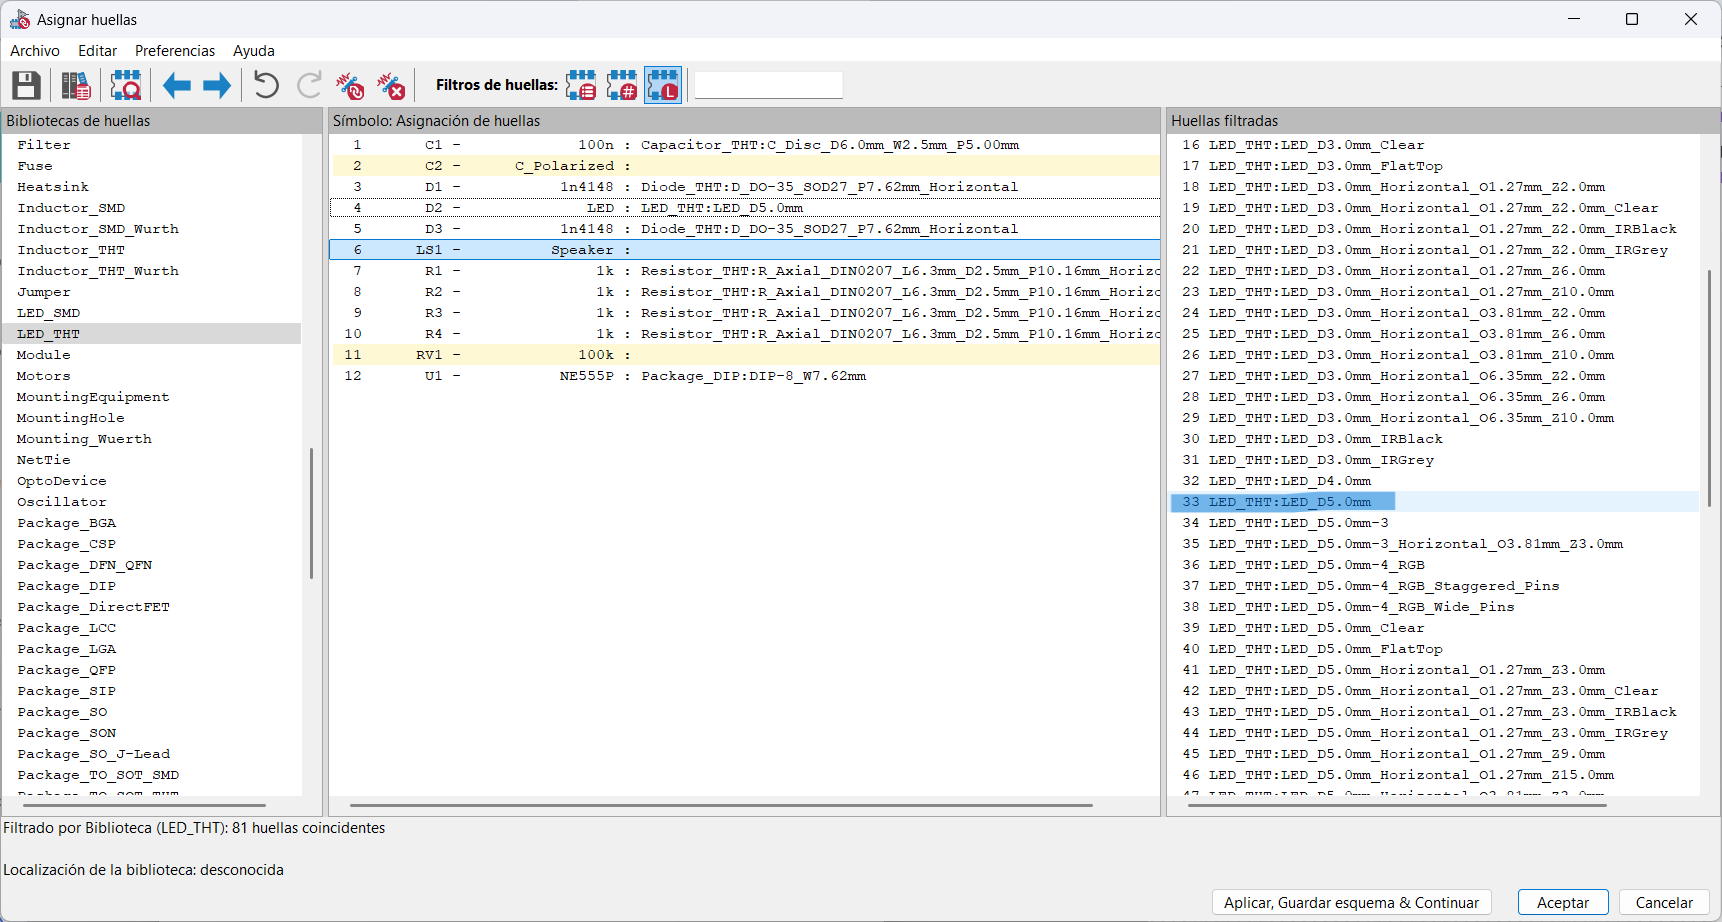 Asignar huellas
Archivo Editar Preferencias Ayuda
Filtros de huellas:
Bibliotecas de huellas
Filter
Fuse
Heatsink
Inductor_SMD
Inductor_SMD_Wurth
Inductor_THT
Inductor_THT_Wurth
Jumper
LED_SMD
LED_THT
Module
Motors
MountingEquipment
MountingHole
Mounting_Wuerth
NetTie
OptoDevice
Oscillator
Package_BGA
Package_CSP
Package_DFN_QFN
Package_DIP
Package_DirectFET
Package_LCC
Package_LGA
Package_QFP
Package_SIP
Package_SO
Package_SON
Package_SO_J-Lead
Package_TO_SOT_SMD
Package_TO_SOT_THT
Símbolo: Asignación de huellas
1 C1 - 100n : Capacitor_THT:C_Disc_D6.0mm_W2.5mm_P5.00mm
2 C2 - C_Polarized :
3 D1 - 1n4148 : Diode_THT:D_DO-35_SOD27_P7.62mm_Horizontal
4 D2 - LED : LED_THT:LED_D5.0mm
5 D3 - 1n4148 : Diode_THT:D_DO-35_SOD27_P7.62mm_Horizontal
6 LS1 - Speaker :
7 R1 - 1k : Resistor_THT:R_Axial_DIN0207_L6.3mm_D2.5mm_P10.16mm_Horizo
8 R2 - 1k : Resistor_THT:R_Axial_DIN0207_L6.3mm_D2.5mm_P10.16mm_Horizo
9 R3 - 1k : Resistor_THT:R_Axial_DIN0207_L6.3mm_D2.5mm_P10.16mm_Horizo
10 R4 - 1k : Resistor_THT:R_Axial_DIN0207_L6.3mm_D2.5mm_P10.16mm_Horizo
11 RV1 - 100k :
12 U1 - NE555P : Package_DIP:DIP-8_W7.62mm
Huellas filtradas
16 LED_THT:LED_D3.0mm_Clear
17 LED_THT:LED_D3.0mm_FlatTop
18 LED_THT:LED_D3.0mm_Horizontal_O1.27mm_Z2.0mm
19 LED_THT:LED_D3.0mm_Horizontal_O1.27mm_Z2.0mm_Clear
20 LED_THT:LED_D3.0mm_Horizontal_O1.27mm_Z2.0mm_IRBlack
21 LED_THT:LED_D3.0mm_Horizontal_O1.27mm_Z2.0mm_IRGrey
22 LED_THT:LED_D3.0mm_Horizontal_O1.27mm_Z6.0mm
23 LED_THT:LED_D3.0mm_Horizontal_O1.27mm_Z10.0mm
24 LED_THT:LED_D3.0mm_Horizontal_O3.81mm_Z2.0mm
25 LED_THT:LED_D3.0mm_Horizontal_O3.81mm_Z6.0mm
26 LED_THT:LED_D3.0mm_Horizontal_O3.81mm_Z10.0mm
27 LED_THT:LED_D3.0mm_Horizontal_O6.35mm_Z2.0mm
28 LED_THT:LED_D3.0mm_Horizontal_O6.35mm_Z6.0mm
29 LED_THT:LED_D3.0mm_Horizontal_O6.35mm_Z10.0mm
30 LED_THT:LED_D3.0mm_IRBlack
31 LED_THT:LED_D3.0mm_IRGrey
32 LED_THT:LED_D4.0mm
33 LED_THT:LED_D5.0mm
34 LED_THT:LED_D5.0mm-3
35 LED_THT:LED_D5.0mm-3_Horizontal_O3.81mm_Z3.0mm
36 LED_THT:LED_D5.0mm-4_RGB
37 LED_THT:LED_D5.0mm-4_RGB_Staggered_Pins
38 LED_THT:LED_D5.0mm-4_RGB_Wide_Pins
39 LED_THT:LED_D5.0mm_Clear
40 LED_THT:LED_D5.0mm_FlatTop
41 LED_THT:LED_D5.0mm_Horizontal_O1.27mm_Z3.0mm
42 LED_THT:LED_D5.0mm_Horizontal_O1.27mm_Z3.0mm_Clear
43 LED_THT:LED_D5.0mm_Horizontal_O1.27mm_Z3.0mm_IRBlack
44 LED_THT:LED_D5.0mm_Horizontal_O1.27mm_Z3.0mm_IRGrey
45 LED_THT:LED_D5.0mm_Horizontal_O1.27mm_Z9.0mm
46 LED_THT:LED_D5.0mm_Horizontal_O1.27mm_Z15.0mm
47 LED_THT:LED_D5.0mm_Horizontal_O3.81mm_Z3.0mm
Filtrado por Biblioteca (LED_THT): 81 huellas coincidentes
Localización de la biblioteca: desconocida
Aplicar, Guardar esquema & Continuar Aceptar Cancelar